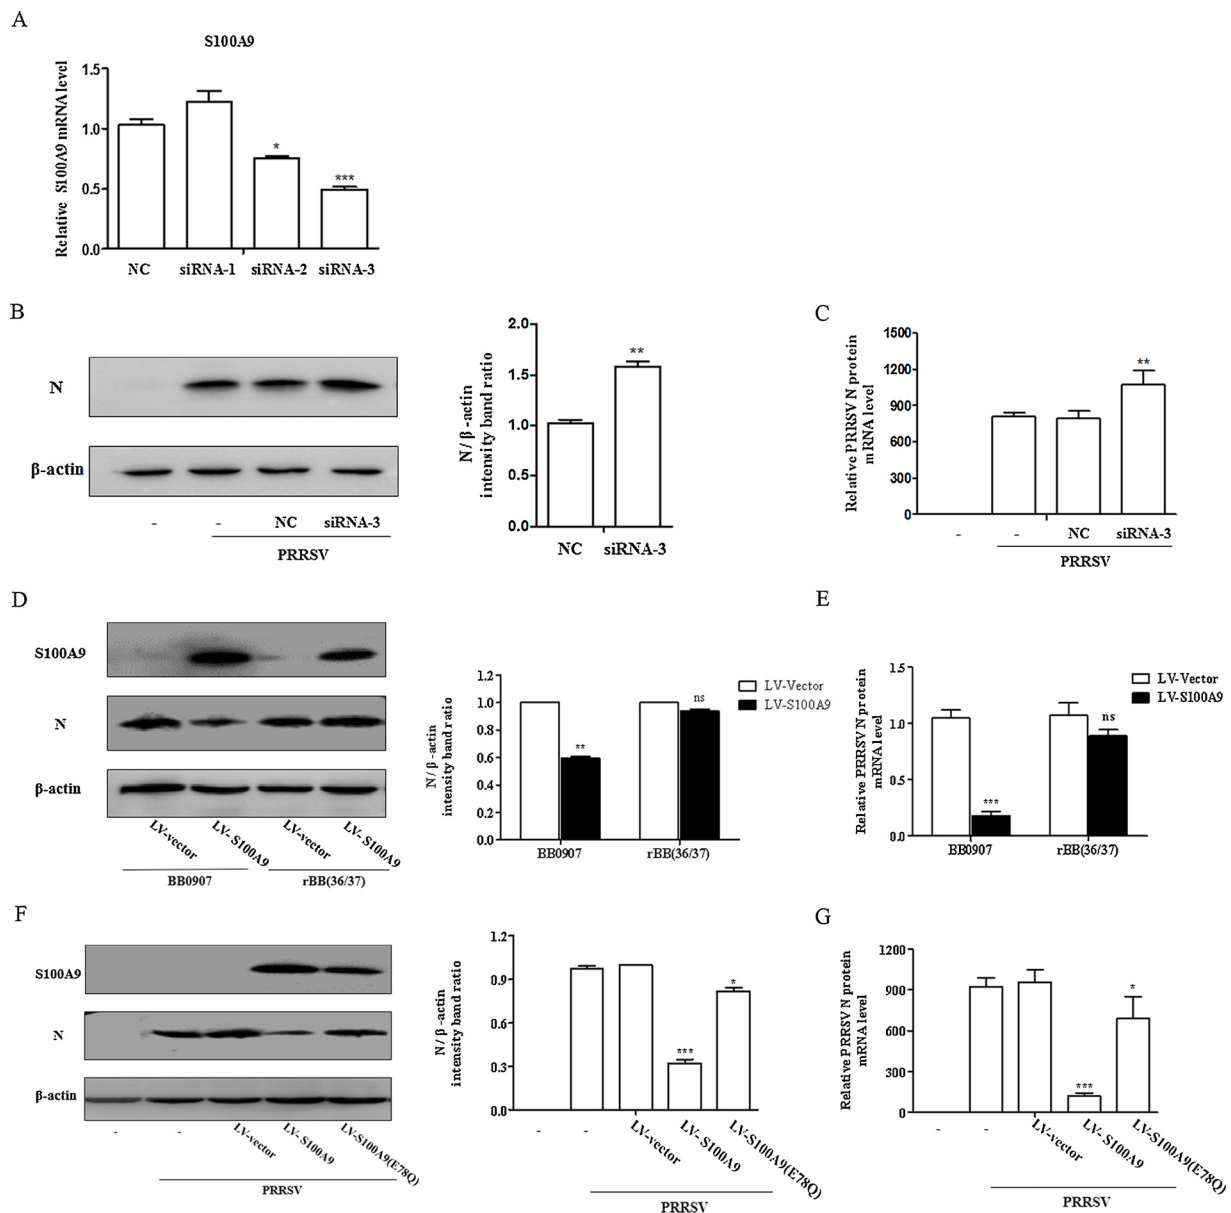 A
S100A9
Relative S100A9 mRNA level
1.5
1.0
0.5
0.0
*
***
NC siRNA-1 siRNA-2 siRNA-3
B
N
β-actin
- - NC siRNA-3
PRRSV
N / β -actin
intensity band ratio
2.0
1.5
1.0
0.5
0.0
**
NC siRNA-3
C
Relative PRRSV N protein
mRNA level
1500
1200
900
600
300
0
**
- - NC siRNA-3
PRRSV
D
S100A9
N
β-actin
LV-vector LV- S100A9 LV-vector LV- S100A9
BB0907 rBB(36/37)
N / β -actin
intensity band ratio
1.2
1.0
0.8
0.6
0.4
0.2
0.0
**
ns
LV-Vector
LV-S100A9
BB0907 rBB(36/37)
E
Relative PRRSV N protein
mRNA level
1.5
1.0
0.5
0.0
***
ns
LV-Vector
LV-S100A9
BB0907 rBB(36/37)
F
S100A9
N
β-actin
- - LV-vector LV- S100A9 LV-S100A9(E78Q)
PRRSV
N / β -actin
intensity band ratio
1.2
0.9
0.6
0.3
0.0
***
*
- - LV-vector LV- S100A9 LV-S100A9(E78Q)
PRRSV
G
Relative PRRSV N protein
mRNA level
1200
900
600
300
0
***
*
- - LV-vector LV- S100A9 LV-S100A9(E78Q)
PRRSV